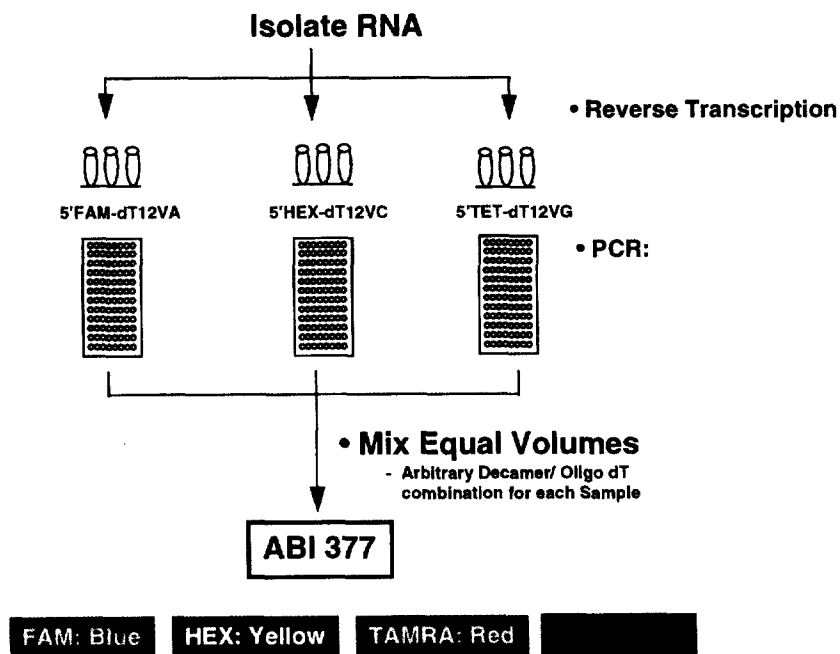 Isolate RNA
• Reverse Transcription
5'FAM-dT12VA
5'HEX-dT12VC
5'TET-dT12VG
• PCR:
• Mix Equal Volumes
- Arbitrary Decamer/ Oligo dT
combination for each Sample
ABI 377
FAM: Blue
HEX: Yellow
TAMRA: Red